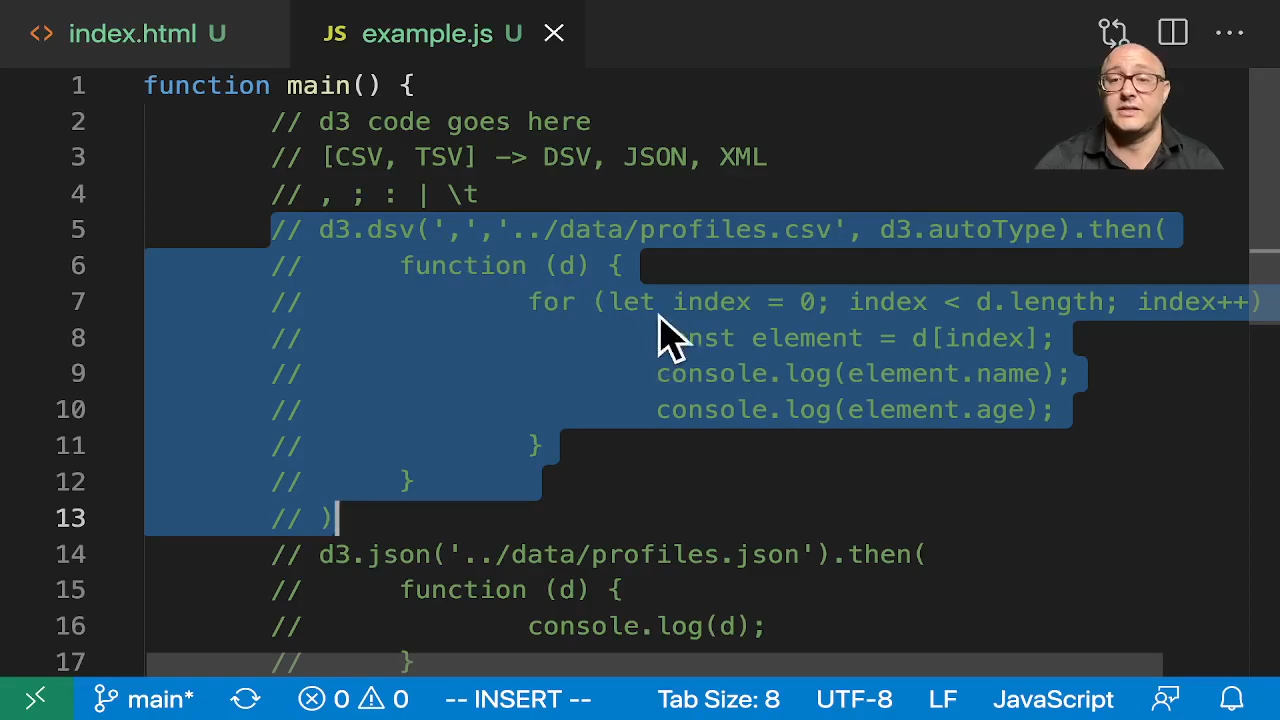 <> index.html U JS example.js U
1 function main() {
2 // d3 code goes here
3 // [CSV, TSV] -> DSV, JSON, XML
4 // , ; : | \t
5 // d3.dsv(',','../data/profiles.csv', d3.autoType).then(
6 // function (d) {
7 // for (let index = 0; index < d.length; index++)
8 // nst element = d[index];
9 // console.log(element.name);
10 // console.log(element.age);
11 // }
12 // }
13 // )
14 // d3.json('../data/profiles.json').then(
15 // function (d) {
16 // console.log(d);
17 // }
main* 0 0 -- INSERT -- Tab Size: 8 UTF-8 LF JavaScript